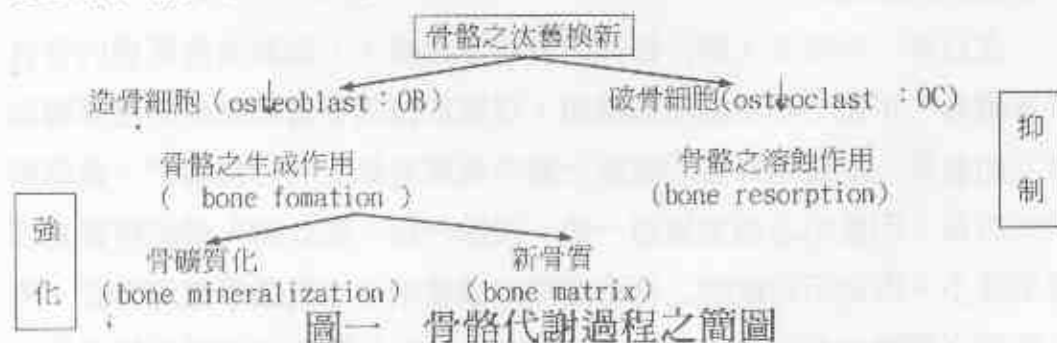 骨骼之汰舊換新
造骨細胞（osteoblast：OB）
破骨細胞(osteoclast ：OC)
抑制
骨骼之生成作用
（ bone fomation ）
骨骼之溶蝕作用
(bone resorption)
強化
骨礦質化
（bone mineralization）
新骨質
（bone matrix）
圖一 骨骼代謝過程之簡圖